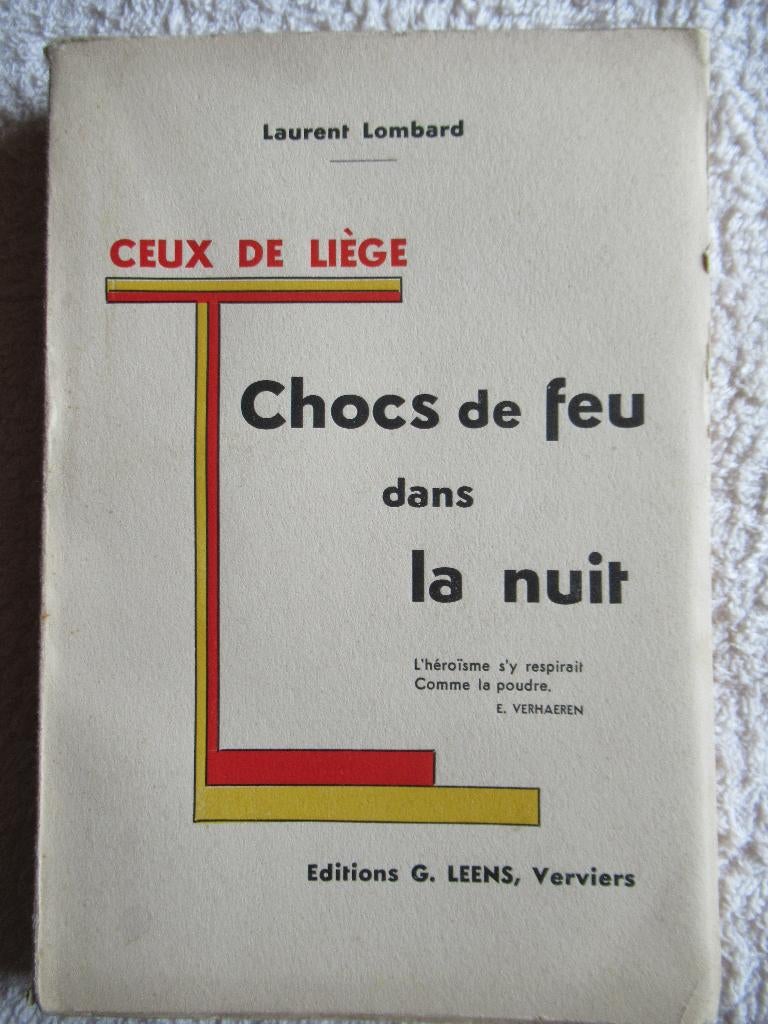 Laurent Lombard
CEUX DE LIÈGE
Chocs de feu
dans
la nuit
L'héroïsme s'y respirait
Comme la poudre.
E. VERHAEREN
Editions G. LEENS, Verviers